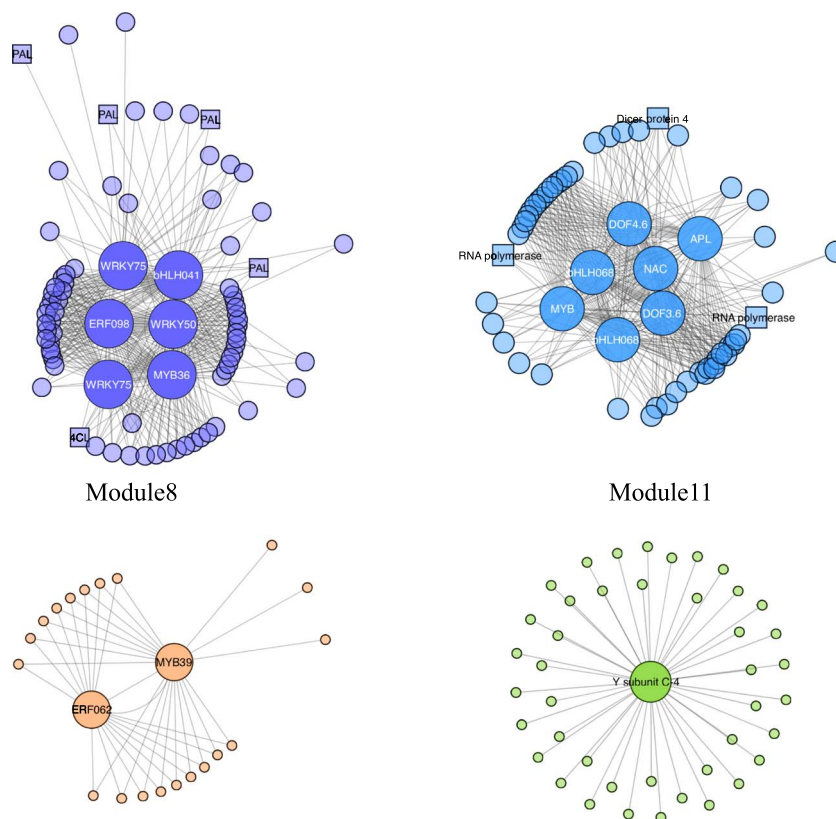 PAL
PAL
PAL
Dicer protein 4
DOF4.6
APL
WRKY75
bHLH041
PAL
RNA polymerase
bHLH068
NAC
ERF098
WRKY50
MYB
DOF3.6
RNA polymerase
bHLH068
WRKY75
MYB36
4CL
Module8
Module11
MYB39
ERF062
Y subunit C-4